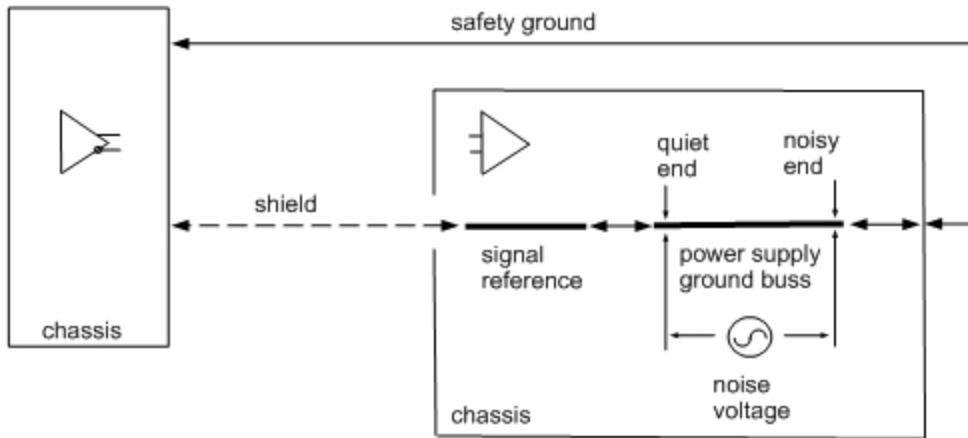 safety ground
quiet
end
noisy
end
shield
signal
reference
power supply
ground buss
chassis
noise
voltage
chassis